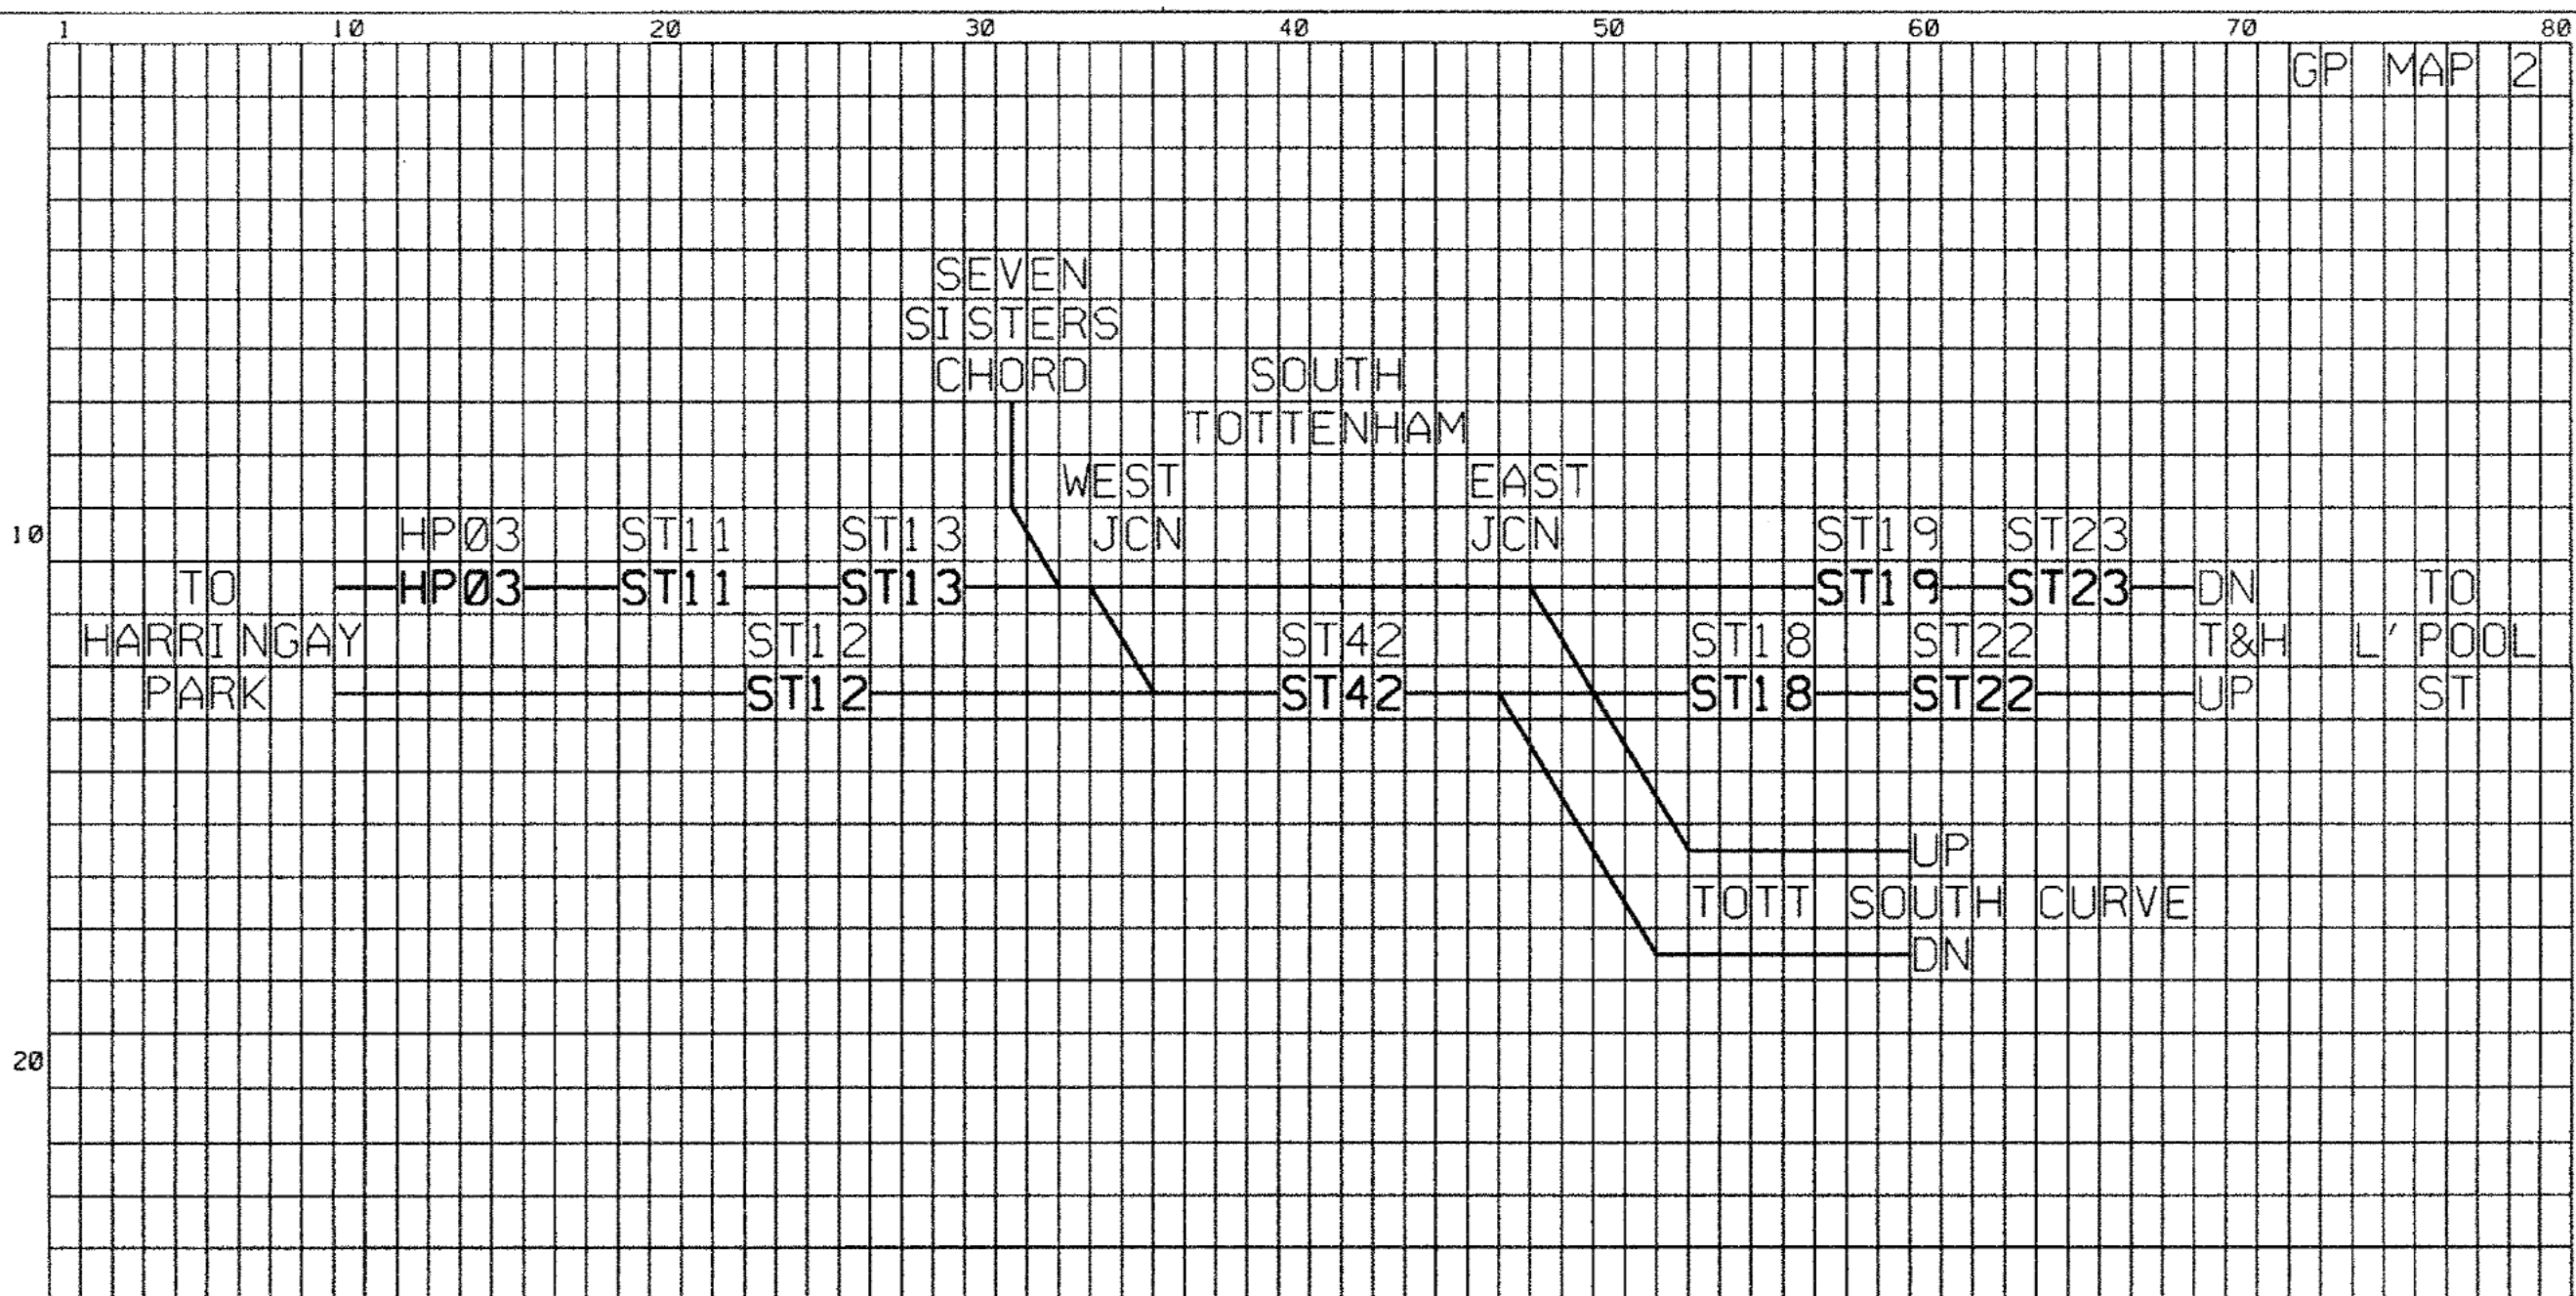 1 10 20 30 40 50 60 70 80
GP MAP 2
SEVEN
SISTERS
CHORD SOUTH
TOTTENHAM
WEST EAST
10 HP03 ST11 ST13 JCN JCN ST19 ST23
TO HP03 ST11 ST13 ST19 ST23 DN TO
HARRINGAY ST12 ST42 ST18 ST22 T&H L'POOL
PARK ST12 ST42 ST18 ST22 UP ST
UP
TOTT SOUTH CURVE
DN
20